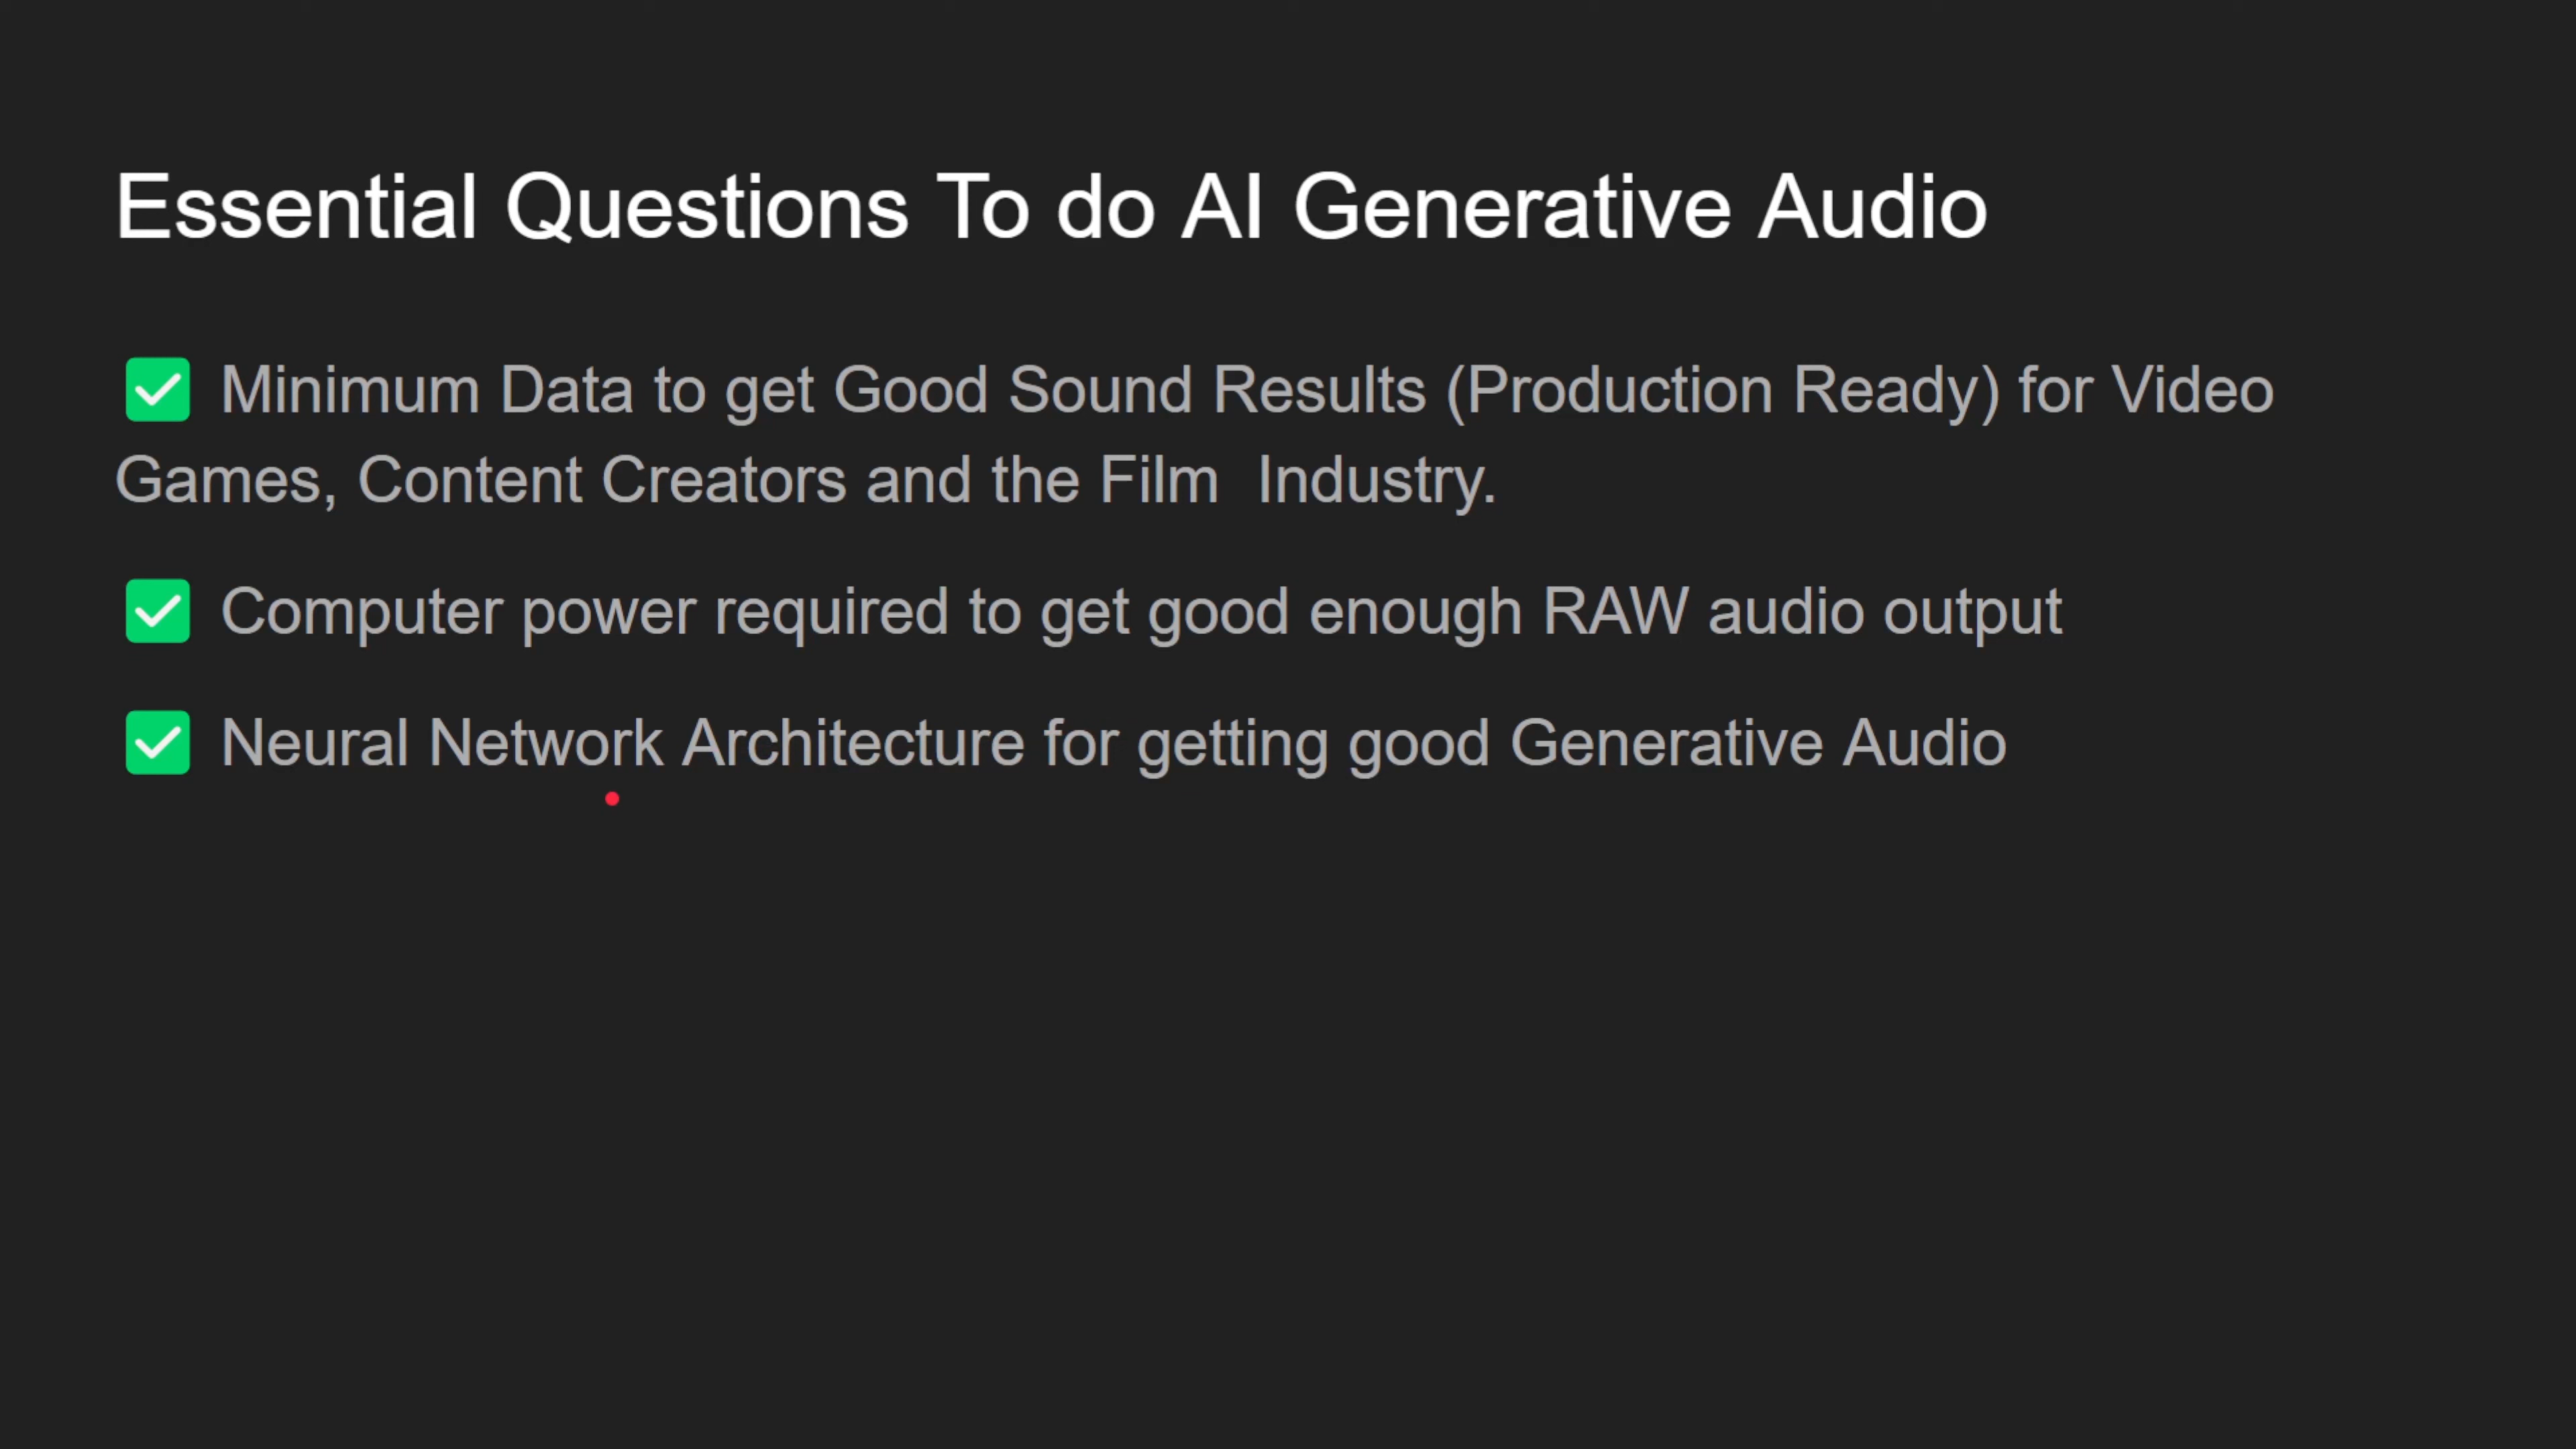 Essential Questions To do AI Generative Audio
✅ Minimum Data to get Good Sound Results (Production Ready) for Video
Games, Content Creators and the Film  Industry.
✅ Computer power required to get good enough RAW audio output
✅ Neural Network Architecture for getting good Generative Audio